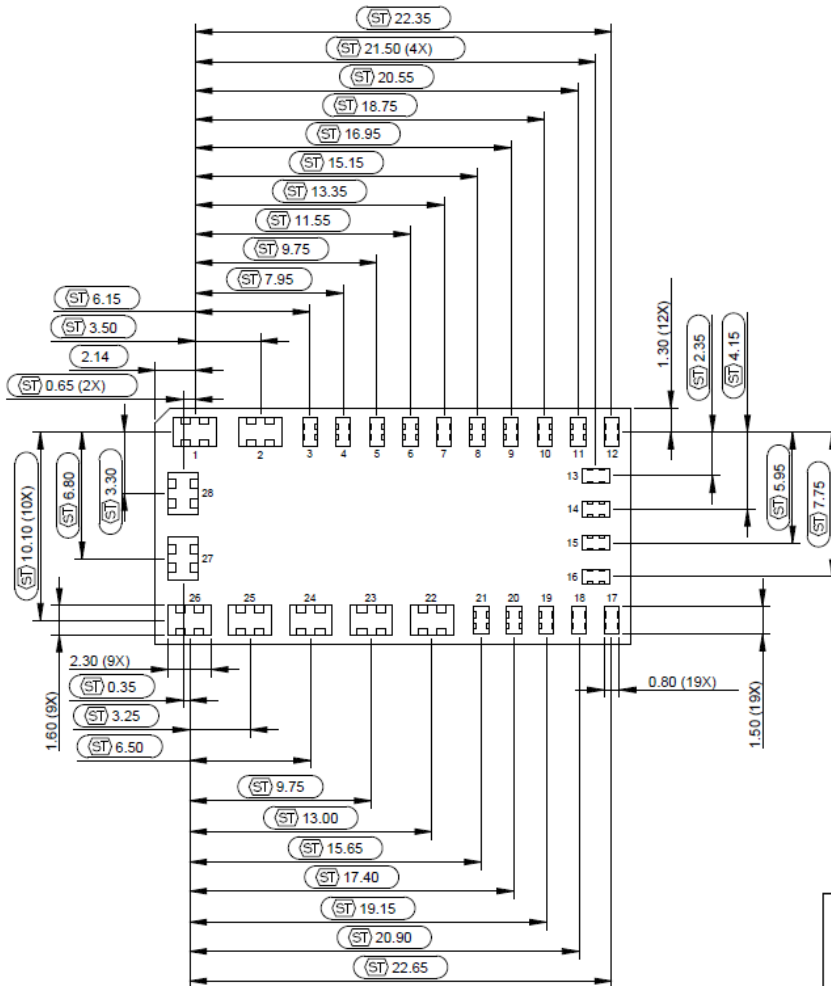 ST 22.35
ST 21.50 (4X)
ST 20.55
ST 18.75
ST 16.95
ST 15.15
ST 13.35
ST 11.55
ST 9.75
ST 7.95
ST 6.15
ST 3.50
2.14
ST 0.65 (2X)
1.30 (12X)
ST 2.35
ST 4.15
1 2 3 4 5 6 7 8 9 10 11 12
13
14
15
16
28
27
ST 10.10 (10X)
ST 6.80
ST 3.30
ST 5.95
ST 7.75
26 25 24 23 22 21 20 19 18 17
2.30 (9X)
1.60 (9X)
0.80 (19X)
1.50 (19X)
ST 0.35
ST 3.25
ST 6.50
ST 9.75
ST 13.00
ST 15.65
ST 17.40
ST 19.15
ST 20.90
ST 22.65